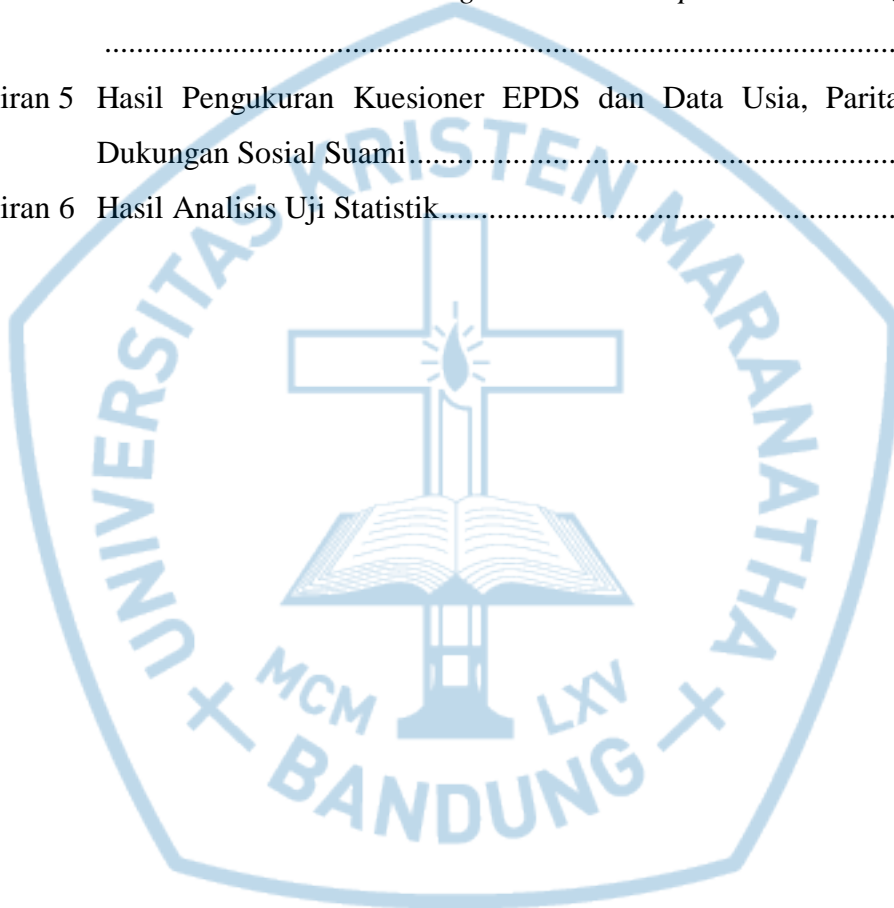 ..........................................................................................................
iran 5 Hasil Pengukuran Kuesioner EPDS dan Data Usia, Parita
Dukungan Sosial Suami..............................................................
iran 6 Hasil Analisis Uji Statistik..........................................................
UNIVERSITAS KRISTEN MARANATHA
MCM LXV
BANDUNG